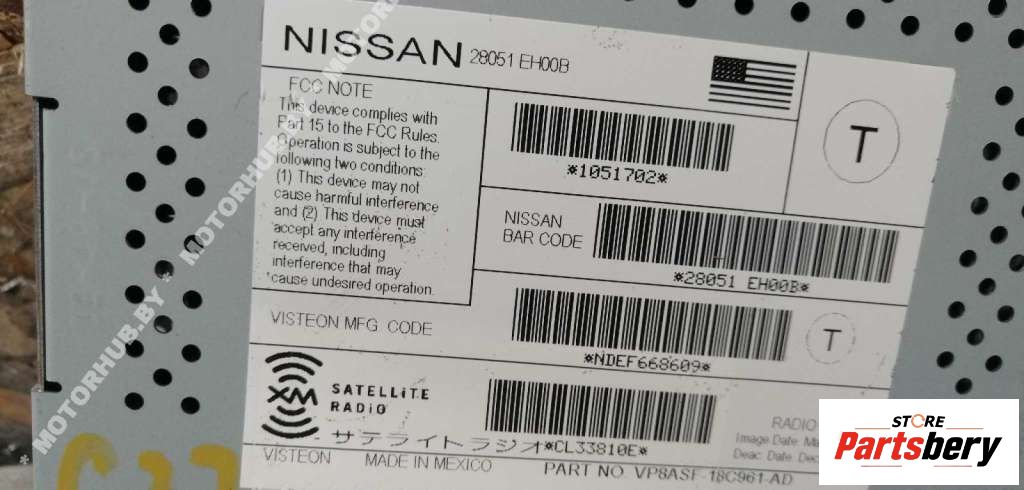 NISSAN 28051 EH00B
FCC NOTE
This device complies with
Part 15 to the FCC Rules.
Operation is subject to the
following two conditions:
(1) This device may not
cause harmful interference
and (2) This device must
accept any interference
received, including
interference that may
cause undesired operation.
*1051702*
T
NISSAN
BAR CODE
*28051 EH00B*
VISTEON MFG. CODE
*NDEF668609*
T
XM
SATELLiTE
RADiO
サテライトラジオ
*CL33810E*
RADIO
Image Date:
Deac. Date: Dec
VISTEON
MADE IN MEXICO
PART NO. VP8ASF-18C961-AD
* MOTORHUB.BY * MOTORHUB.BY * MOTORHUB.BY
STORE
Partsbery